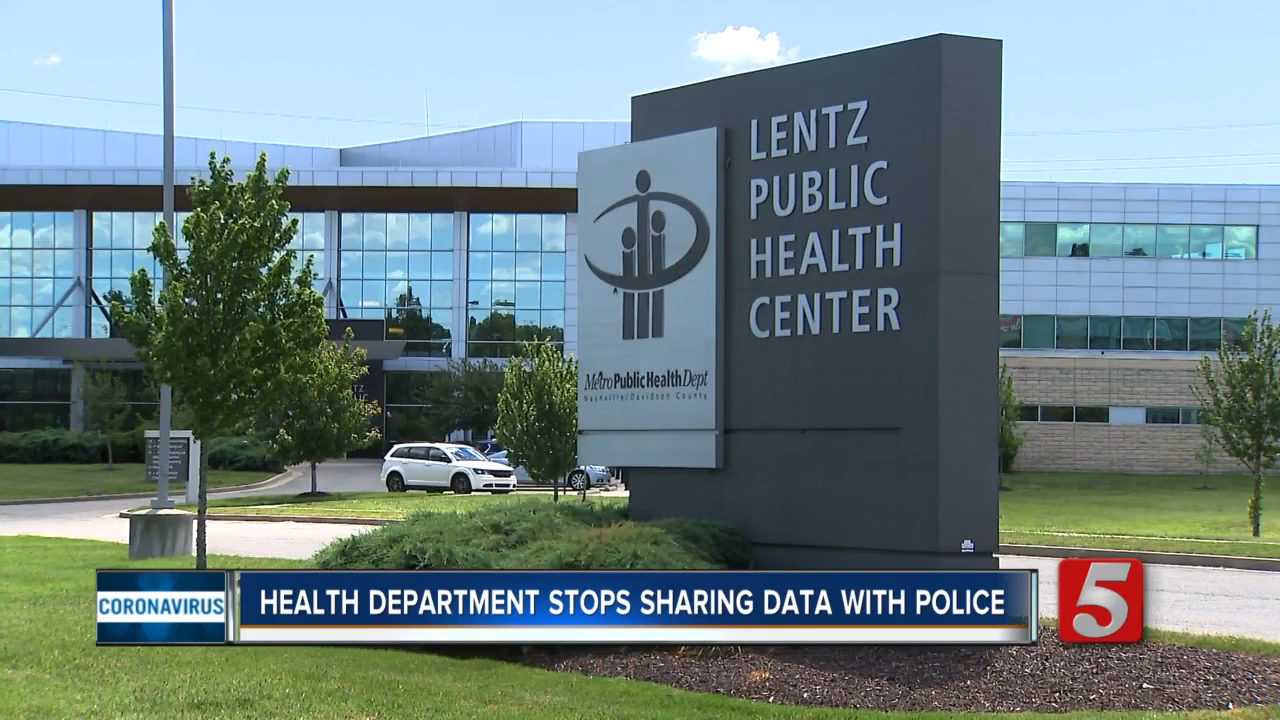 LENTZ
PUBLIC
HEALTH
CENTER
Metro Public Health Dept
Nashville/Davidson County
LENTZ
CORONAVIRUS
HEALTH DEPARTMENT STOPS SHARING DATA WITH POLICE
5